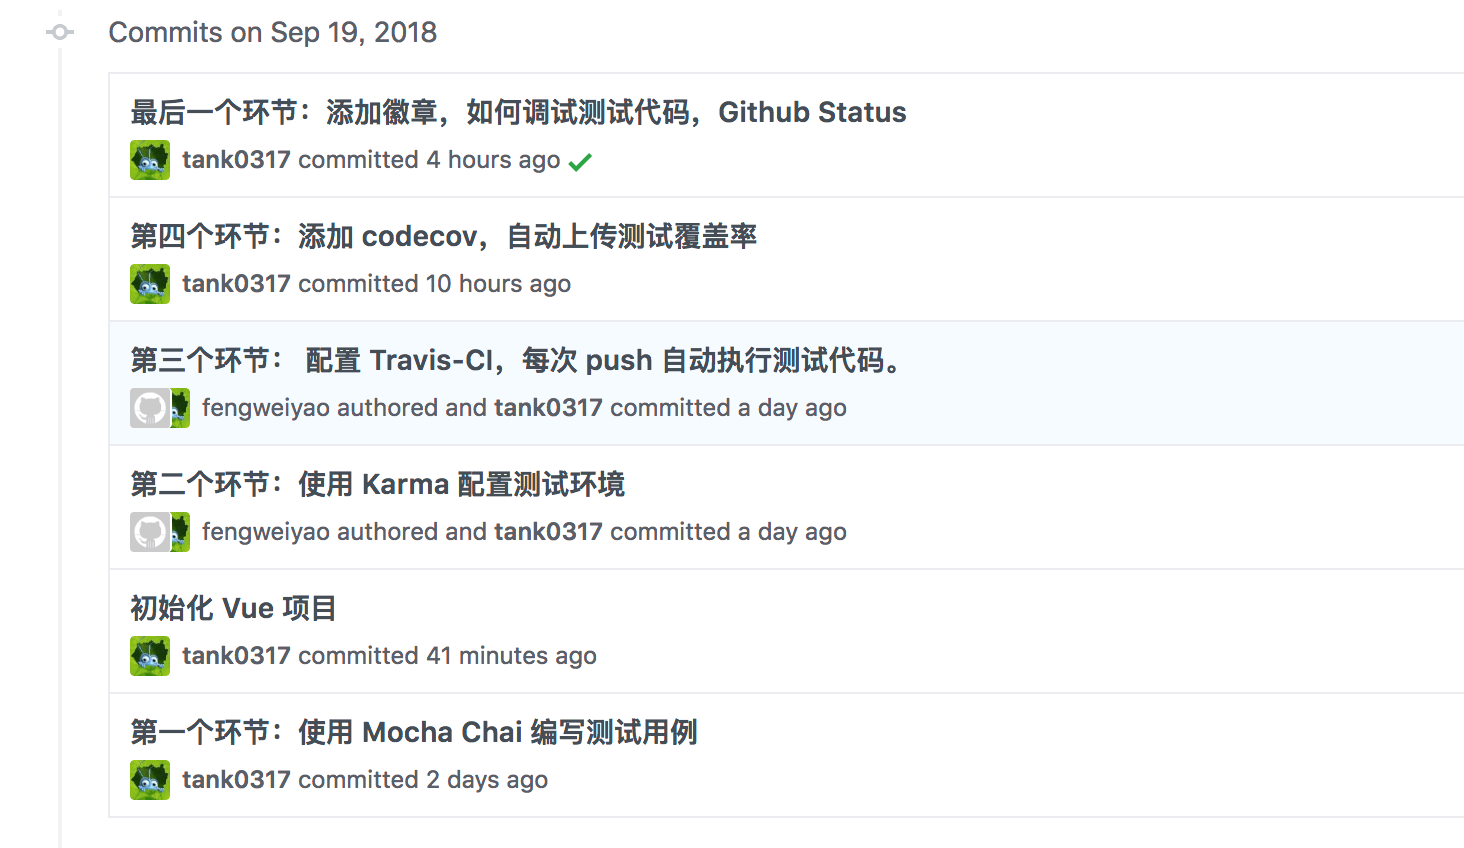 Commits on Sep 19, 2018
最后一个环节：添加徽章，如何调试测试代码，Github Status
tank0317 committed 4 hours ago
第四个环节：添加 codecov，自动上传测试覆盖率
tank0317 committed 10 hours ago
第三个环节： 配置 Travis-CI，每次 push 自动执行测试代码。
fengweiyao authored and tank0317 committed a day ago
第二个环节：使用 Karma 配置测试环境
fengweiyao authored and tank0317 committed a day ago
初始化 Vue 项目
tank0317 committed 41 minutes ago
第一个环节：使用 Mocha Chai 编写测试用例
tank0317 committed 2 days ago